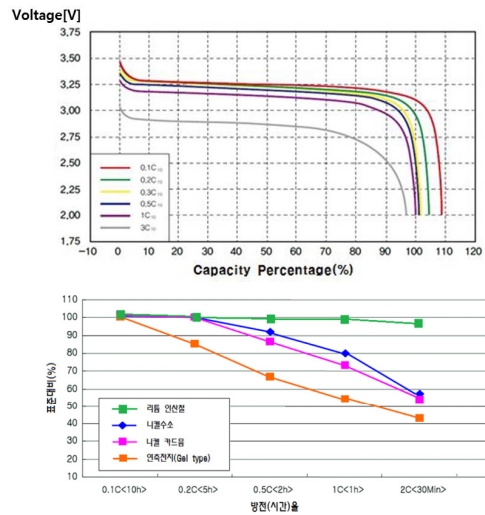 Voltage[V]
3,75
3,50
3,25
3,00
2,75
2,50
2,25
2,00
1,75
0.1C₁₀
0.2C₁₀
0.3C₁₀
0.5C₁₀
1C₁₀
3C₁₀
-10 0 10 20 30 40 50 60 70 80 90 100 110 120
Capacity Percentage(%)
110
100
90
80
70
60
50
40
30
20
10
표준대비(%)
리튬 인산철
니켈수소
니켈 카드뮴
연축전지(Gel type)
0.1C<10h> 0.2C<5h> 0.5C<2h> 1C<1h> 2C<30Min>
방전(시간)율